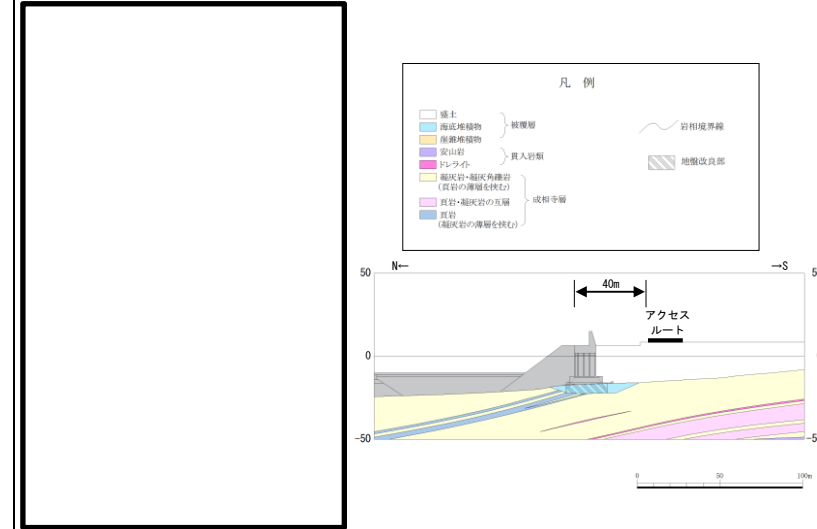 凡 例
盛土
海底堆積物
崖錐堆積物
被覆層
安山岩
ドレライト
貫入岩類
凝灰岩・凝灰角礫岩
(頁岩の薄層を挟む)
頁岩・凝灰岩の互層
頁岩
(凝灰岩の薄層を挟む)
成相寺層
岩相境界線
地盤改良部
N←
→S
50
5
40m
アクセス
ルート
0
-50
-5
0
50
100m